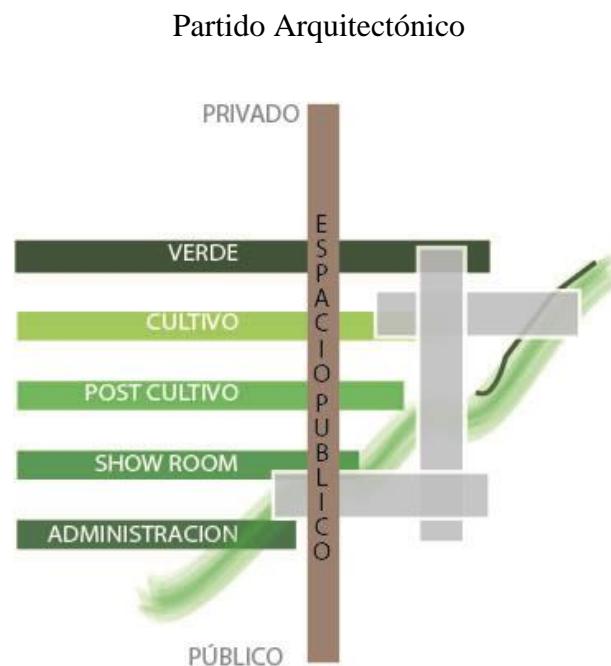 Partido Arquitectónico
PRIVADO
ESPACIO PUBLICO
VERDE
CULTIVO
POST CULTIVO
SHOW ROOM
ADMINISTRACION
PÚBLICO